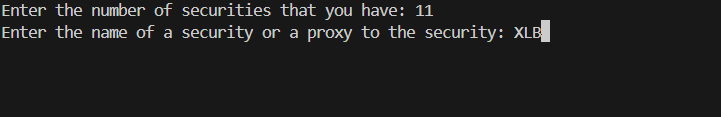 Enter the number of securities that you have: 11
Enter the name of a security or a proxy to the security: XLB